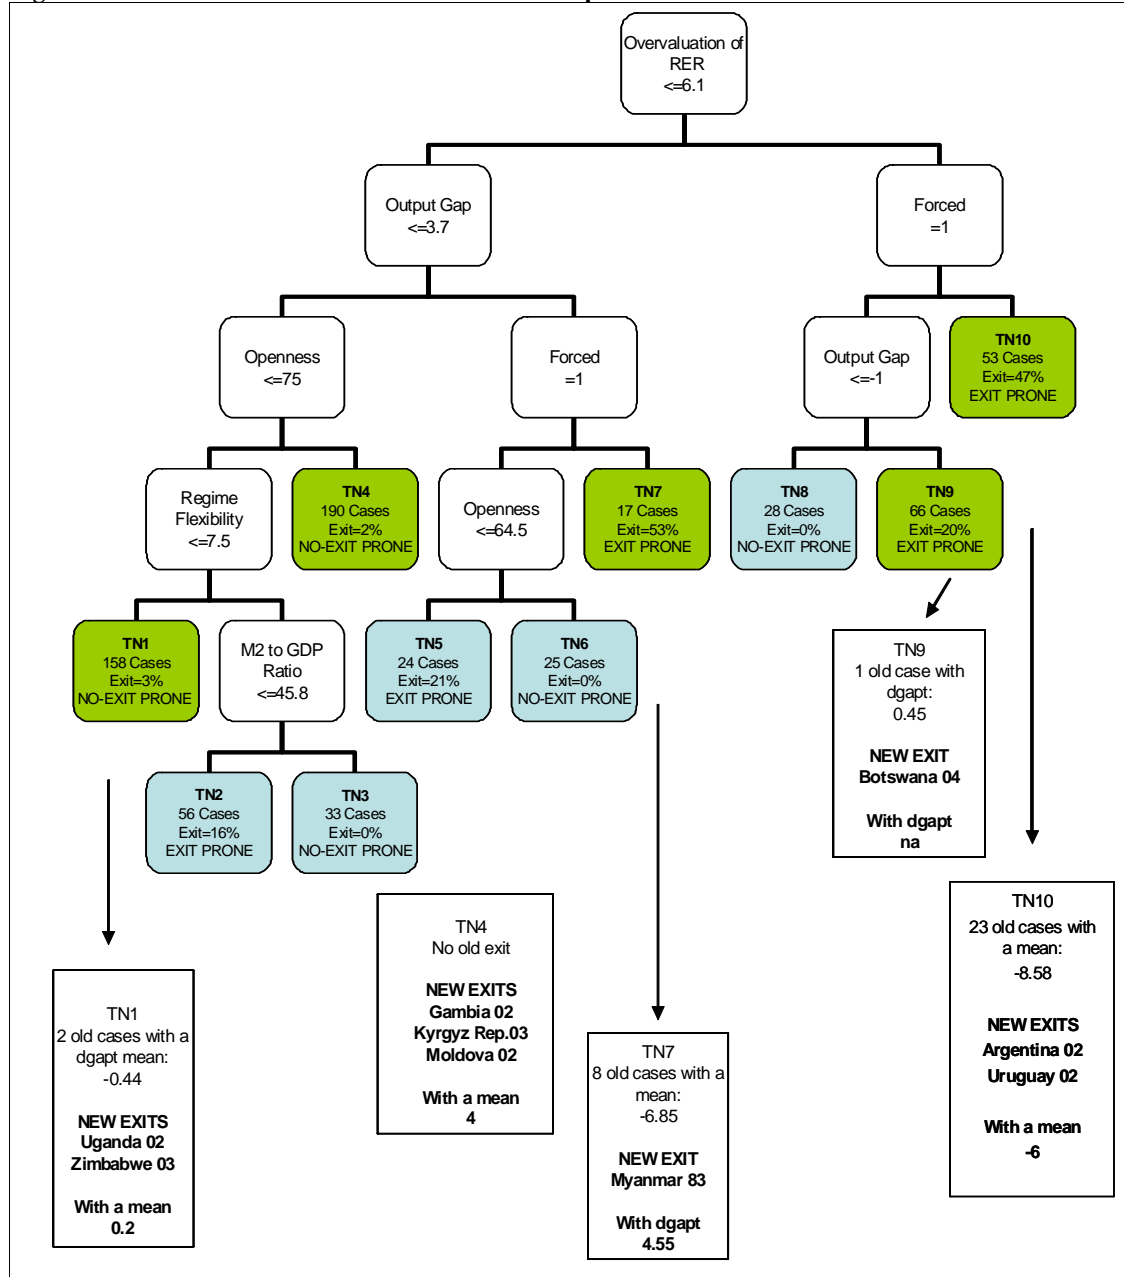 Overvaluation of
RER
<=6.1
Output Gap
<=3.7
Forced
=1
Openness
<=75
Forced
=1
Output Gap
<=-1
TN10
53 Cases
Exit=47%
EXIT PRONE
Regime
Flexibility
<=7.5
TN4
190 Cases
Exit=2%
NO-EXIT PRONE
Openness
<=64.5
TN7
17 Cases
Exit=53%
EXIT PRONE
TN8
28 Cases
Exit=0%
NO-EXIT PRONE
TN9
66 Cases
Exit=20%
EXIT PRONE
TN1
158 Cases
Exit=3%
NO-EXIT PRONE
M2 to GDP
Ratio
<=45.8
TN5
24 Cases
Exit=21%
EXIT PRONE
TN6
25 Cases
Exit=0%
NO-EXIT PRONE
TN2
56 Cases
Exit=16%
EXIT PRONE
TN3
33 Cases
Exit=0%
NO-EXIT PRONE
TN9
1 old case with
dgapt:
0.45
NEW EXIT
Botswana 04
With dgapt
na
TN1
2 old cases with a
dgapt mean:
-0.44
NEW EXITS
Uganda 02
Zimbabwe 03
With a mean
0.2
TN4
No old exit
NEW EXITS
Gambia 02
Kyrgyz Rep.03
Moldova 02
With a mean
4
TN7
8 old cases with a
mean:
-6.85
NEW EXIT
Myanmar 83
With dgapt
4.55
TN10
23 old cases with
a mean:
-8.58
NEW EXITS
Argentina 02
Uruguay 02
With a mean
-6